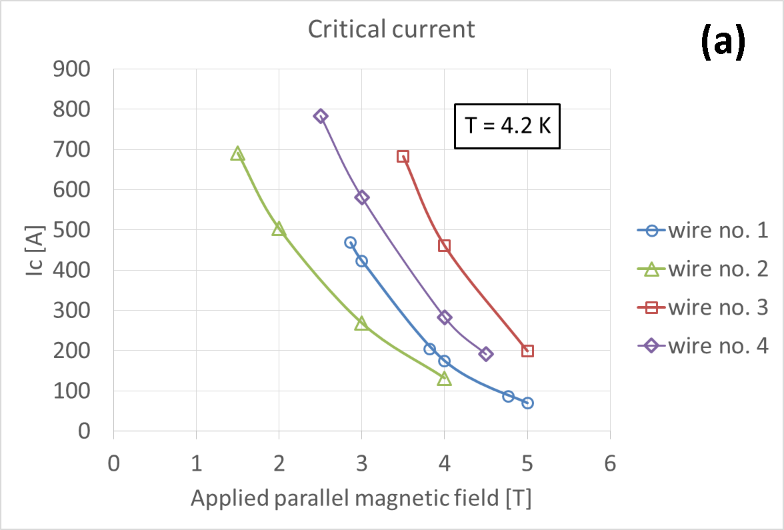 Critical current
(a)
900
800
700
600
500
400
300
200
100
0
Ic [A]
T = 4.2 K
0 1 2 3 4 5 6
Applied parallel magnetic field [T]
wire no. 1
wire no. 2
wire no. 3
wire no. 4